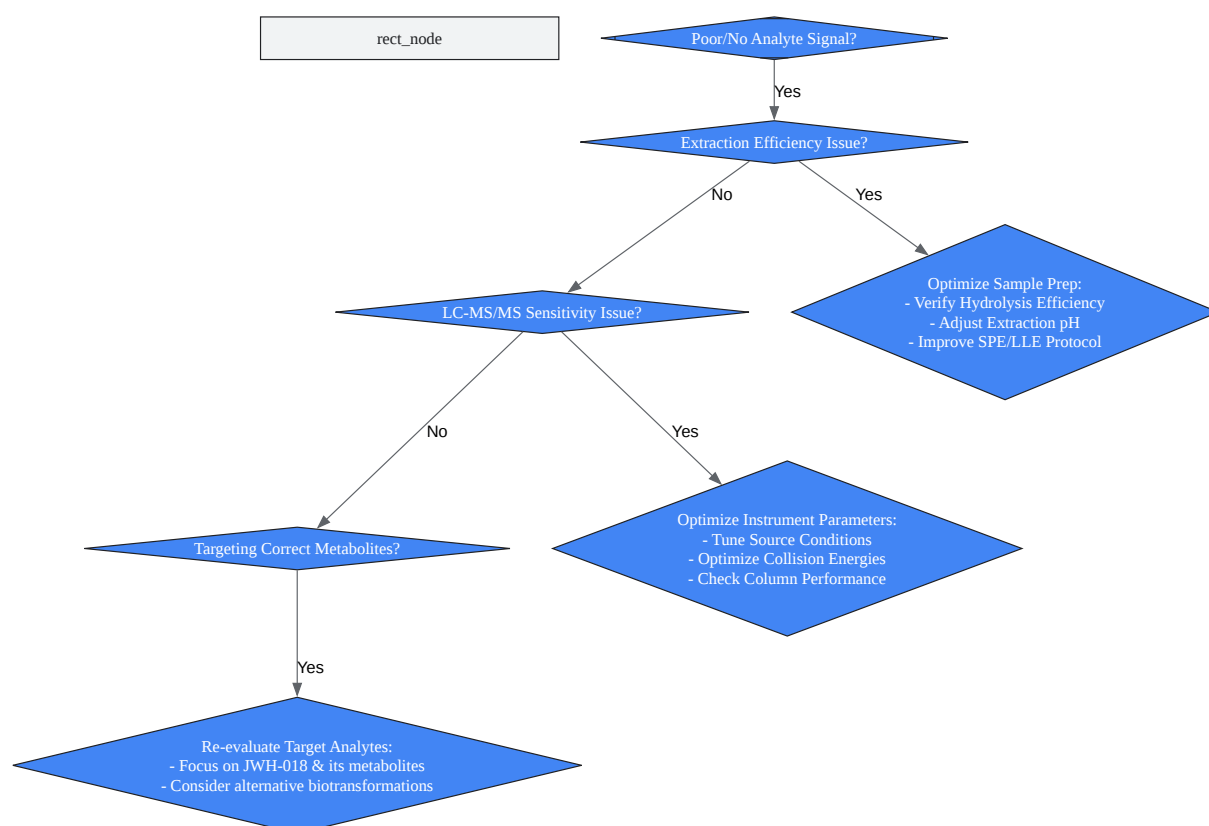 rect_node
Poor/No Analyte Signal?
Yes
Extraction Efficiency Issue?
No
Yes
Optimize Sample Prep:
- Verify Hydrolysis Efficiency
- Adjust Extraction pH
- Improve SPE/LLE Protocol
LC-MS/MS Sensitivity Issue?
No
Yes
Optimize Instrument Parameters:
- Tune Source Conditions
- Optimize Collision Energies
- Check Column Performance
Targeting Correct Metabolites?
Yes
Re-evaluate Target Analytes:
- Focus on JWH-018 & its metabolites
- Consider alternative biotransformations